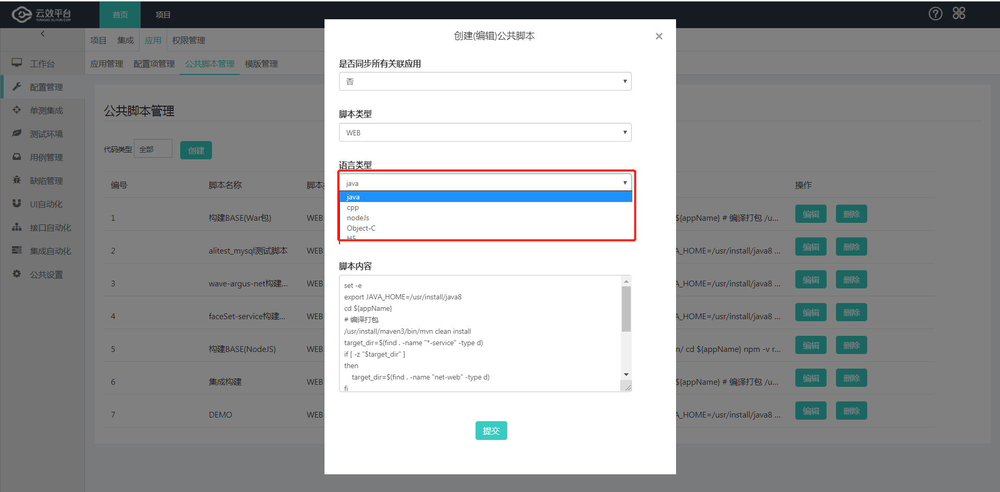 云效平台
YUNXIAO.ALIYUN.COM
首页
项目
项目
集成
应用
权限管理
应用管理
配置项管理
公共脚本管理
模版管理
工作台
配置管理
单测集成
测试环境
用例管理
缺陷管理
UI自动化
接口自动化
集成自动化
公共设置
公共脚本管理
代码类型
全部
创建
编号
脚本名称
操作
1
构建BASE(War包)
WEB
${appName} # 编译打包 /u...
编辑
删除
2
alitest_mysql测试脚本
WEB
A_HOME=/usr/install/java8 ...
编辑
删除
3
wave-argus-net构建...
WEB
A_HOME=/usr/install/java8 ...
编辑
删除
4
faceSet-service构建...
WEB
A_HOME=/usr/install/java8 ...
编辑
删除
5
构建BASE(NodeJS)
WEB
n/ cd ${appName} npm -v r...
编辑
删除
6
集成构建
WEB
${appName} # 编译打包 /u...
编辑
删除
7
DEMO
WEB
A_HOME=/usr/install/java8 ...
编辑
删除
创建(编辑)公共脚本
是否同步所有关联应用
否
脚本类型
WEB
语言类型
java
java
cpp
nodeJs
Object-C
H5
脚本内容
set -e
export JAVA_HOME=/usr/install/java8
cd ${appName}
# 编译打包
/usr/install/maven3/bin/mvn clean install
target_dir=$(find . -name "*-service" -type d)
if [ -z "$target_dir" ]
then
target_dir=$(find . -name "net-web" -type d)
fi
提交